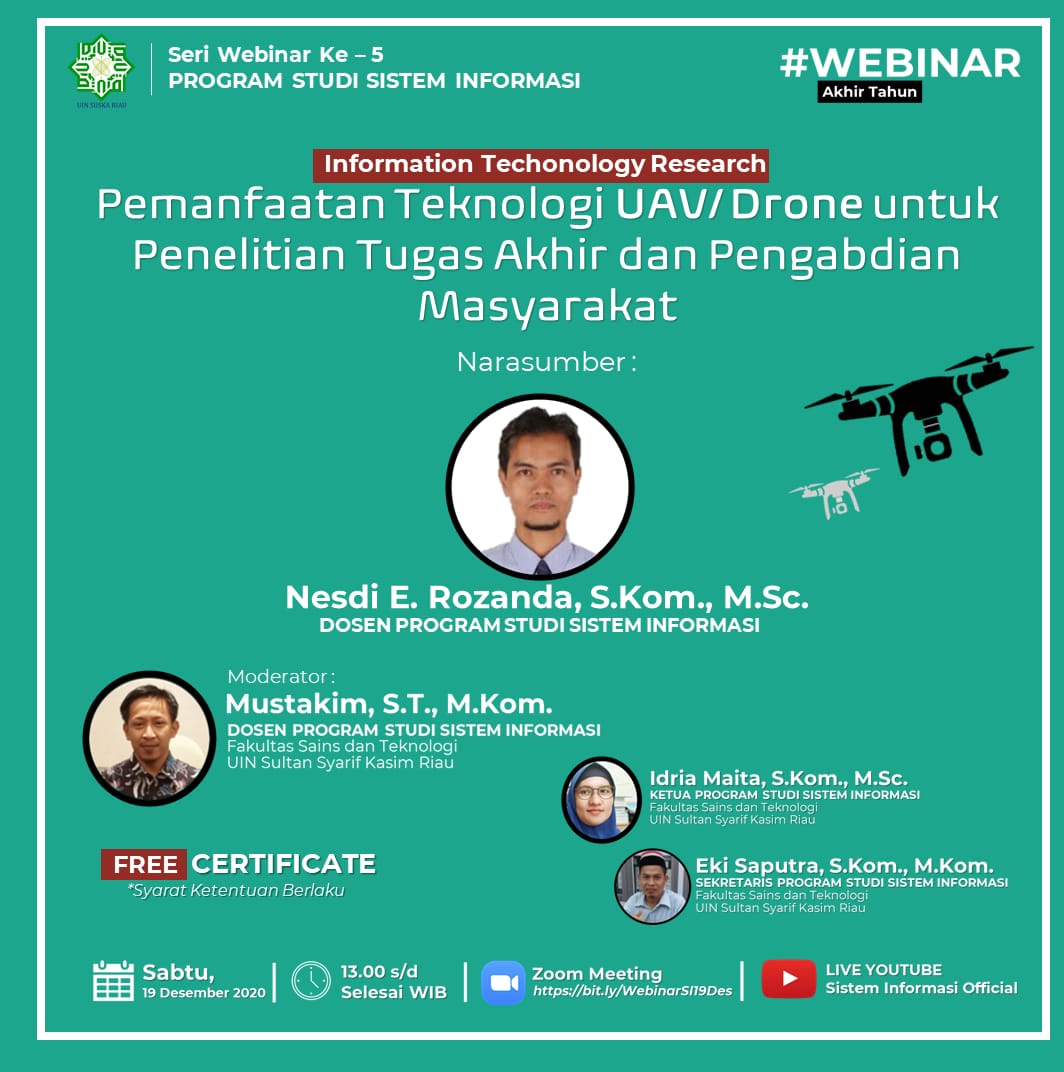 UIN SUSKA RIAU
Seri Webinar Ke – 5
PROGRAM STUDI SISTEM INFORMASI
#WEBINAR
Akhir Tahun
Information Techonology Research
Pemanfaatan Teknologi UAV/ Drone untuk
Penelitian Tugas Akhir dan Pengabdian
Masyarakat
Narasumber :
Nesdi E. Rozanda, S.Kom., M.Sc.
DOSEN PROGRAM STUDI SISTEM INFORMASI
Moderator :
Mustakim, S.T., M.Kom.
DOSEN PROGRAM STUDI SISTEM INFORMASI
Fakultas Sains dan Teknologi
UIN Sultan Syarif Kasim Riau
Idria Maita, S.Kom., M.Sc.
KETUA PROGRAM STUDI SISTEM INFORMASI
Fakultas Sains dan Teknologi
UIN Sultan Syarif Kasim Riau
Eki Saputra, S.Kom., M.Kom.
SEKRETARIS PROGRAM STUDI SISTEM INFORMASI
Fakultas Sains dan Teknologi
UIN Sultan Syarif Kasim Riau
FREE CERTIFICATE
*Syarat Ketentuan Berlaku
Sabtu,
19 Desember 2020
13.00 s/d
Selesai WIB
Zoom Meeting
https://bit.ly/WebinarSI19Des
LIVE YOUTUBE
Sistem Informasi Official